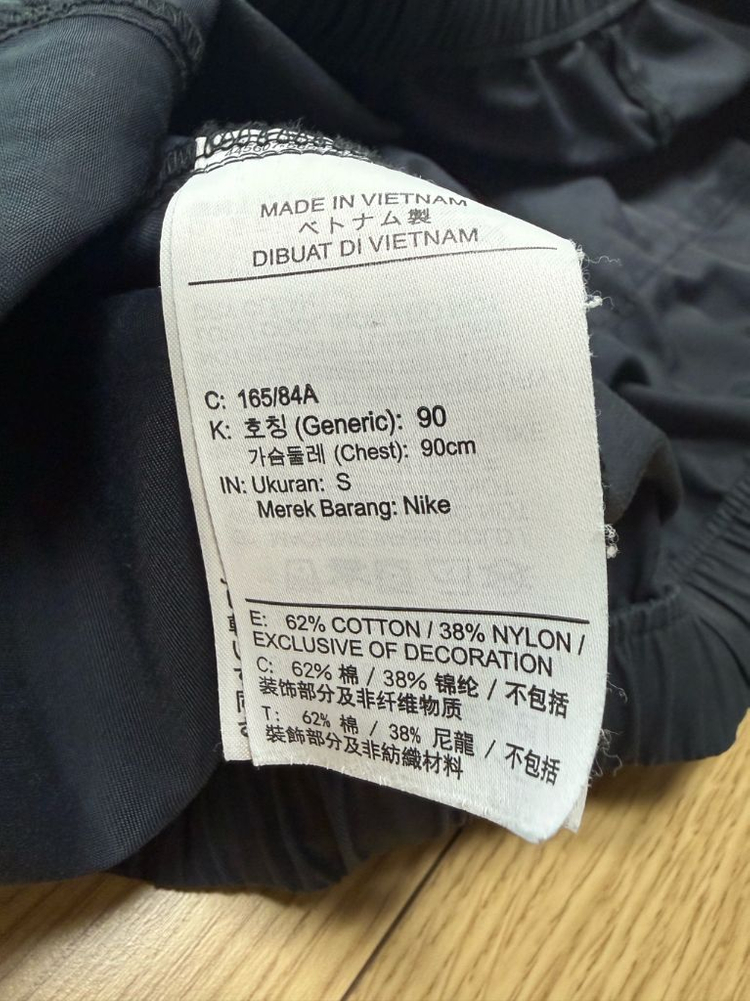 MADE IN VIETNAM
ベトナム製
DIBUAT DI VIETNAM
C: 165/84A
K: 호칭 (Generic): 90
가슴둘레 (Chest): 90cm
IN: Ukuran: S
Merek Barang: Nike
E: 62% COTTON / 38% NYLON /
EXCLUSIVE OF DECORATION
C: 62% 棉 / 38% 锦纶 / 不包括
装饰部分及非纤维物质
T: 62% 棉 / 38% 尼龍 / 不包括
裝飾部分及非紡織材料